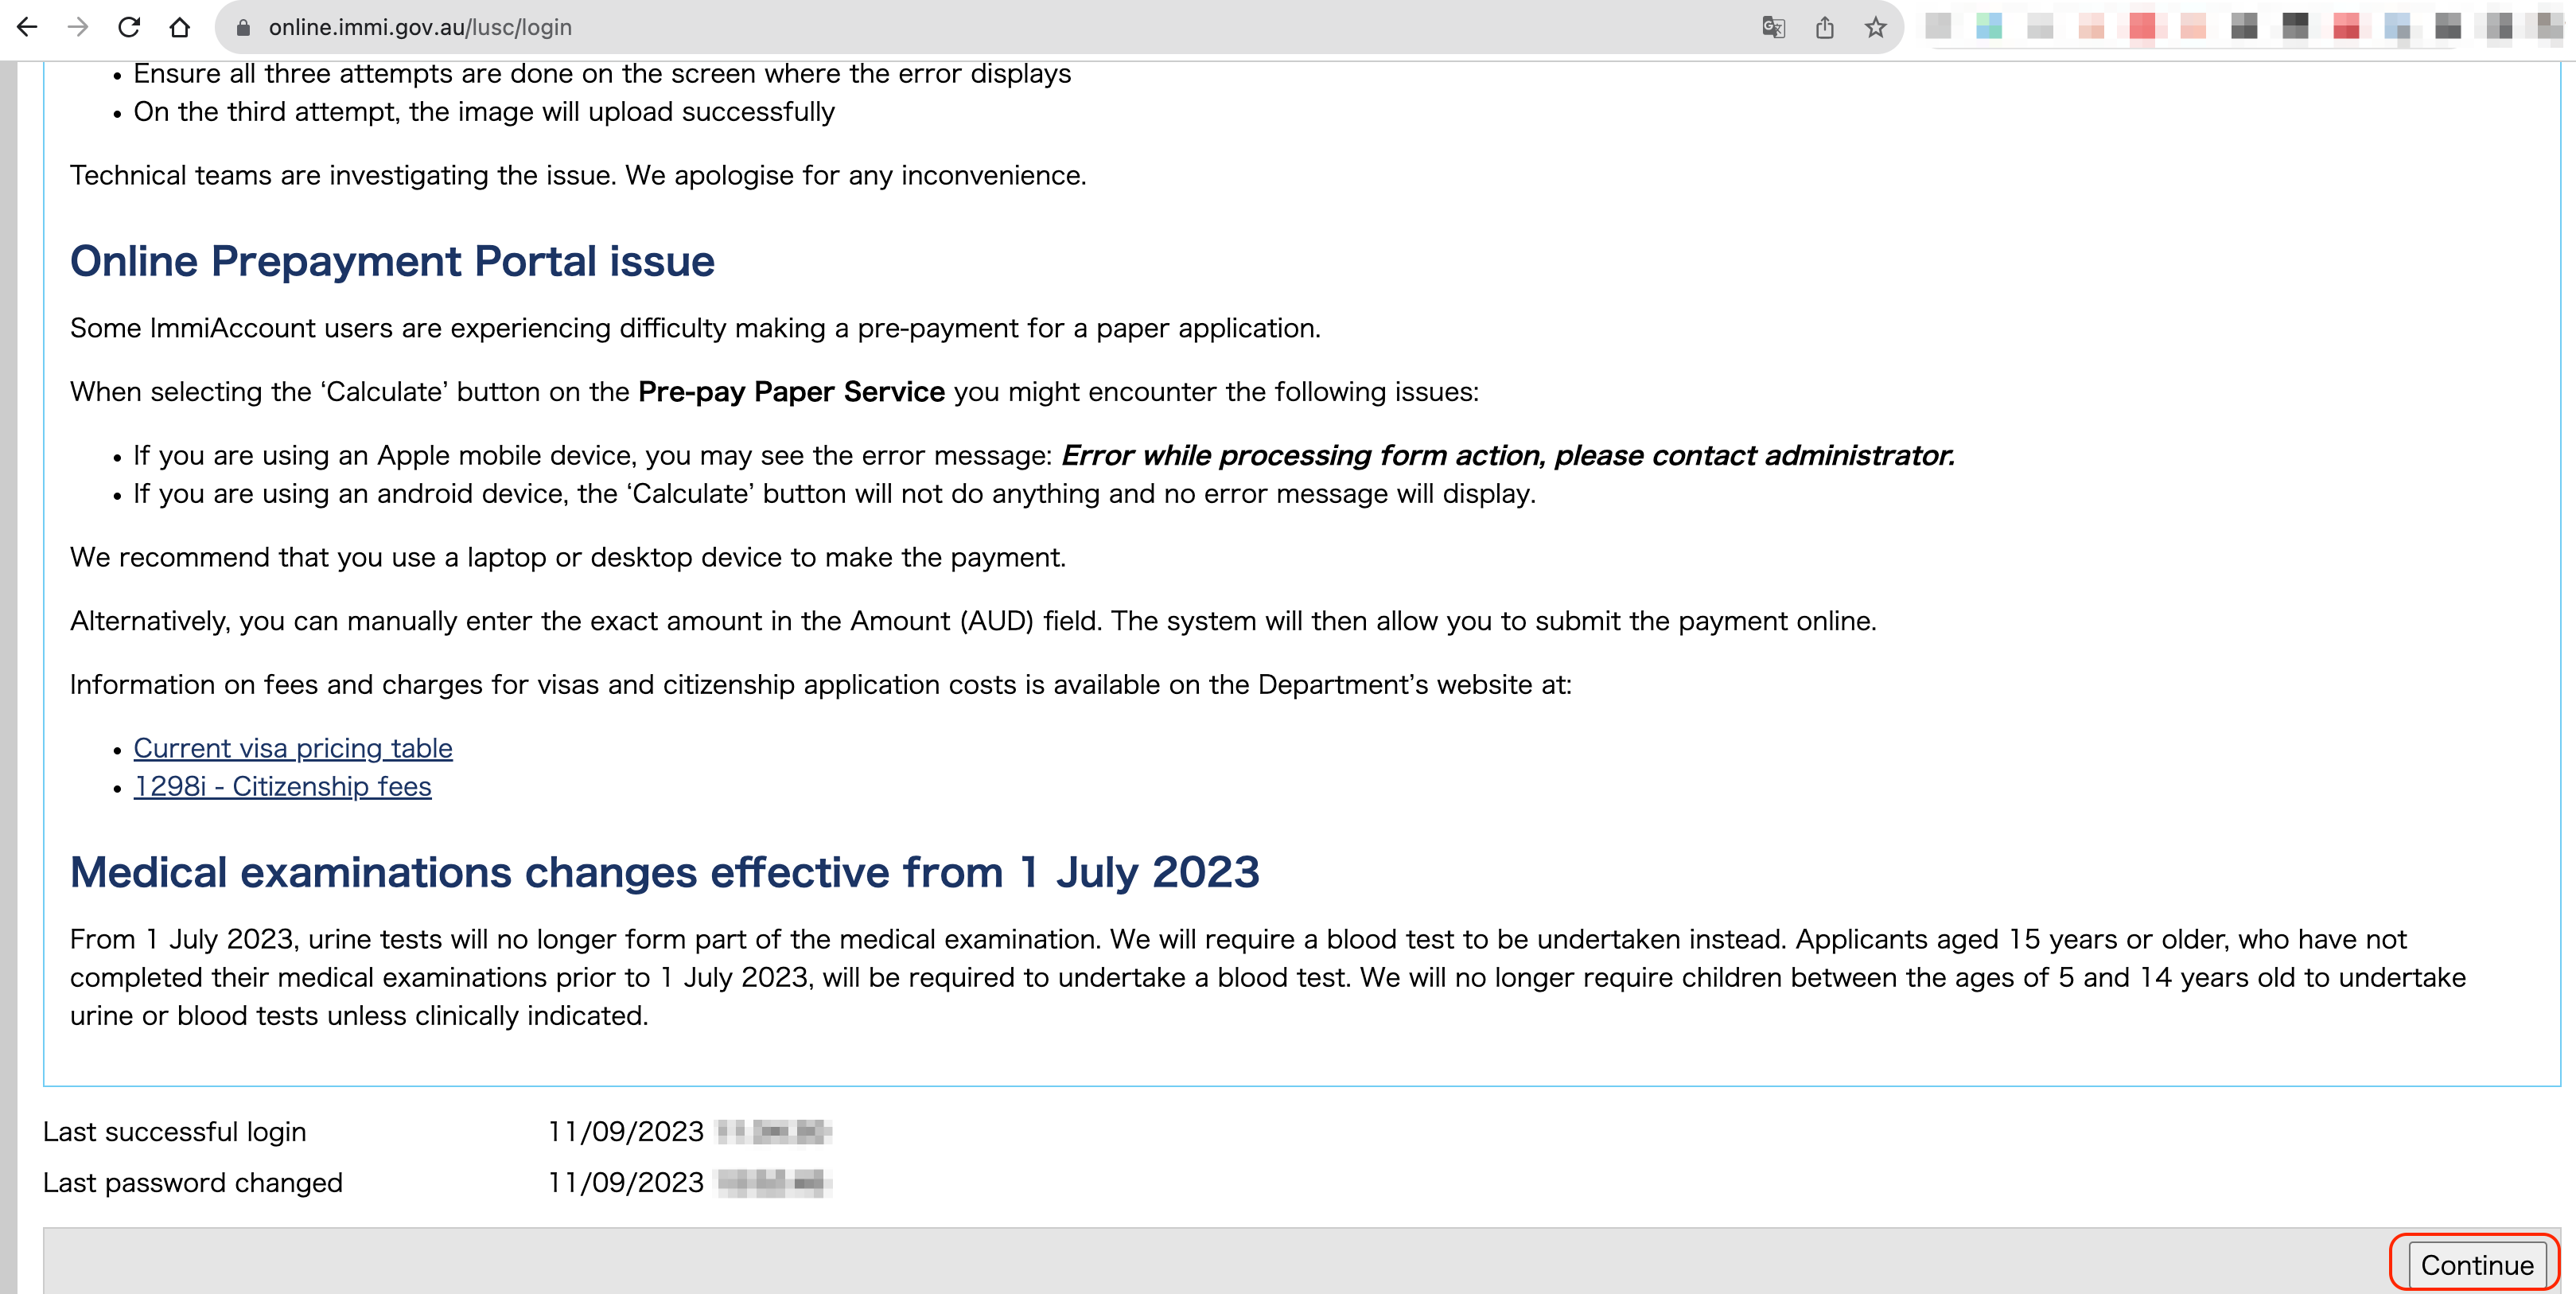 online.immi.gov.au/lusc/login
• Ensure all three attempts are done on the screen where the error displays
• On the third attempt, the image will upload successfully
Technical teams are investigating the issue. We apologise for any inconvenience.
Online Prepayment Portal issue
Some ImmiAccount users are experiencing difficulty making a pre-payment for a paper application.
When selecting the ‘Calculate’ button on the Pre-pay Paper Service you might encounter the following issues:
• If you are using an Apple mobile device, you may see the error message: Error while processing form action, please contact administrator.
• If you are using an android device, the ‘Calculate’ button will not do anything and no error message will display.
We recommend that you use a laptop or desktop device to make the payment.
Alternatively, you can manually enter the exact amount in the Amount (AUD) field. The system will then allow you to submit the payment online.
Information on fees and charges for visas and citizenship application costs is available on the Department’s website at:
• Current visa pricing table
• 1298i - Citizenship fees
Medical examinations changes effective from 1 July 2023
From 1 July 2023, urine tests will no longer form part of the medical examination. We will require a blood test to be undertaken instead. Applicants aged 15 years or older, who have not
completed their medical examinations prior to 1 July 2023, will be required to undertake a blood test. We will no longer require children between the ages of 5 and 14 years old to undertake
urine or blood tests unless clinically indicated.
Last successful login 11/09/2023
Last password changed 11/09/2023
Continue